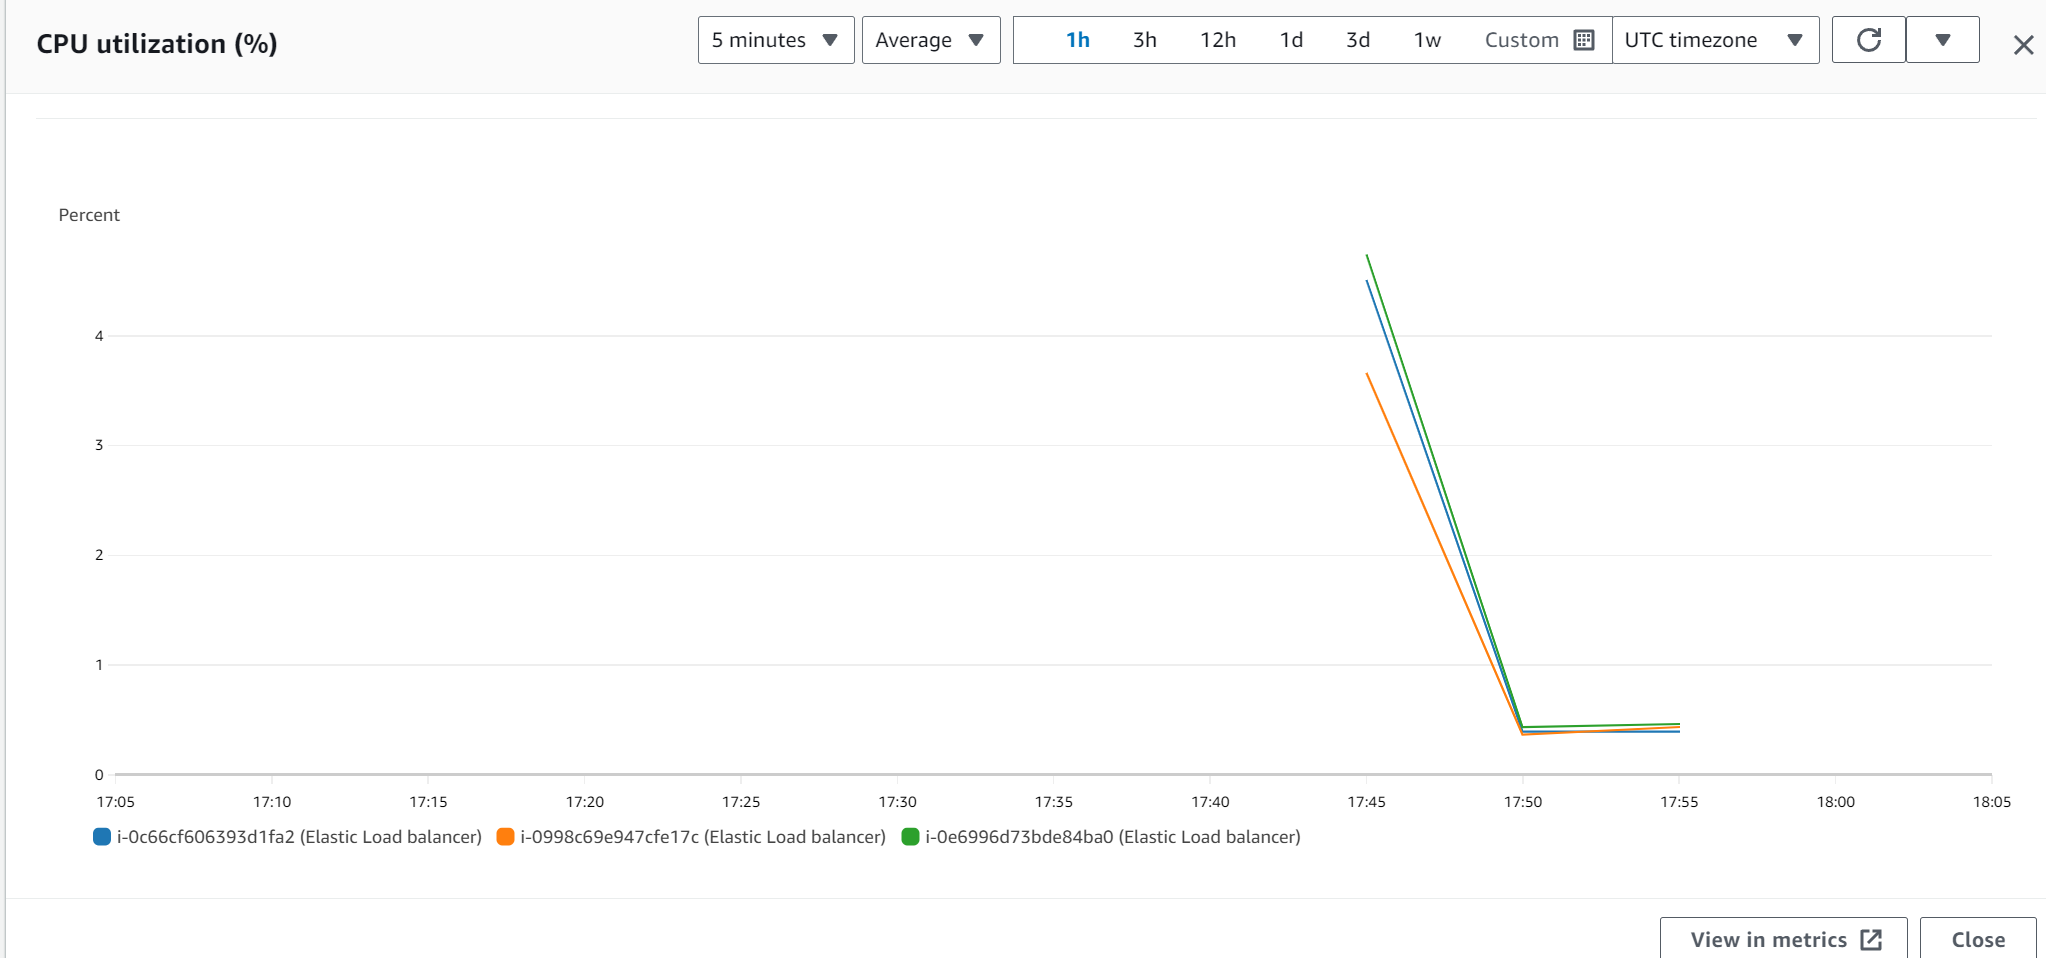 CPU utilization (%)
5 minutes Average 1h 3h 12h 1d 3d 1w Custom UTC timezone
Percent
4
3
2
1
0
17:05 17:10 17:15 17:20 17:25 17:30 17:35 17:40 17:45 17:50 17:55 18:00 18:05
i-0c66cf606393d1fa2 (Elastic Load balancer) i-0998c69e947cfe17c (Elastic Load balancer) i-0e6996d73bde84ba0 (Elastic Load balancer)
View in metrics Close